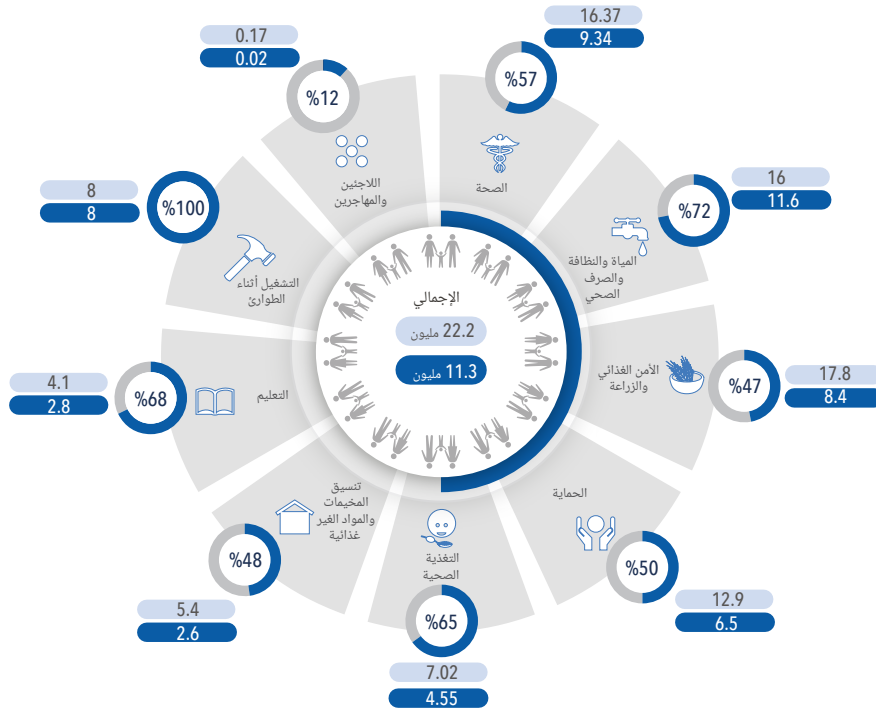 الإجمالي
22.2 مليون
11.3 مليون
16.37
9.34
%57
الصحة
16
11.6
%72
المياة والنظافة
والصرف
الصحي
17.8
8.4
%47
الأمن الغذائي
والزراعة
الحماية
%50
12.9
6.5
التغذية
الصحية
%65
7.02
4.55
تنسيق
المخيمات
والمواد الغير
غذائية
%48
5.4
2.6
التعليم
%68
4.1
2.8
8
8
%100
التشغيل أثناء
الطوارئ
0.17
0.02
%12
اللاجئين
والمهاجرين